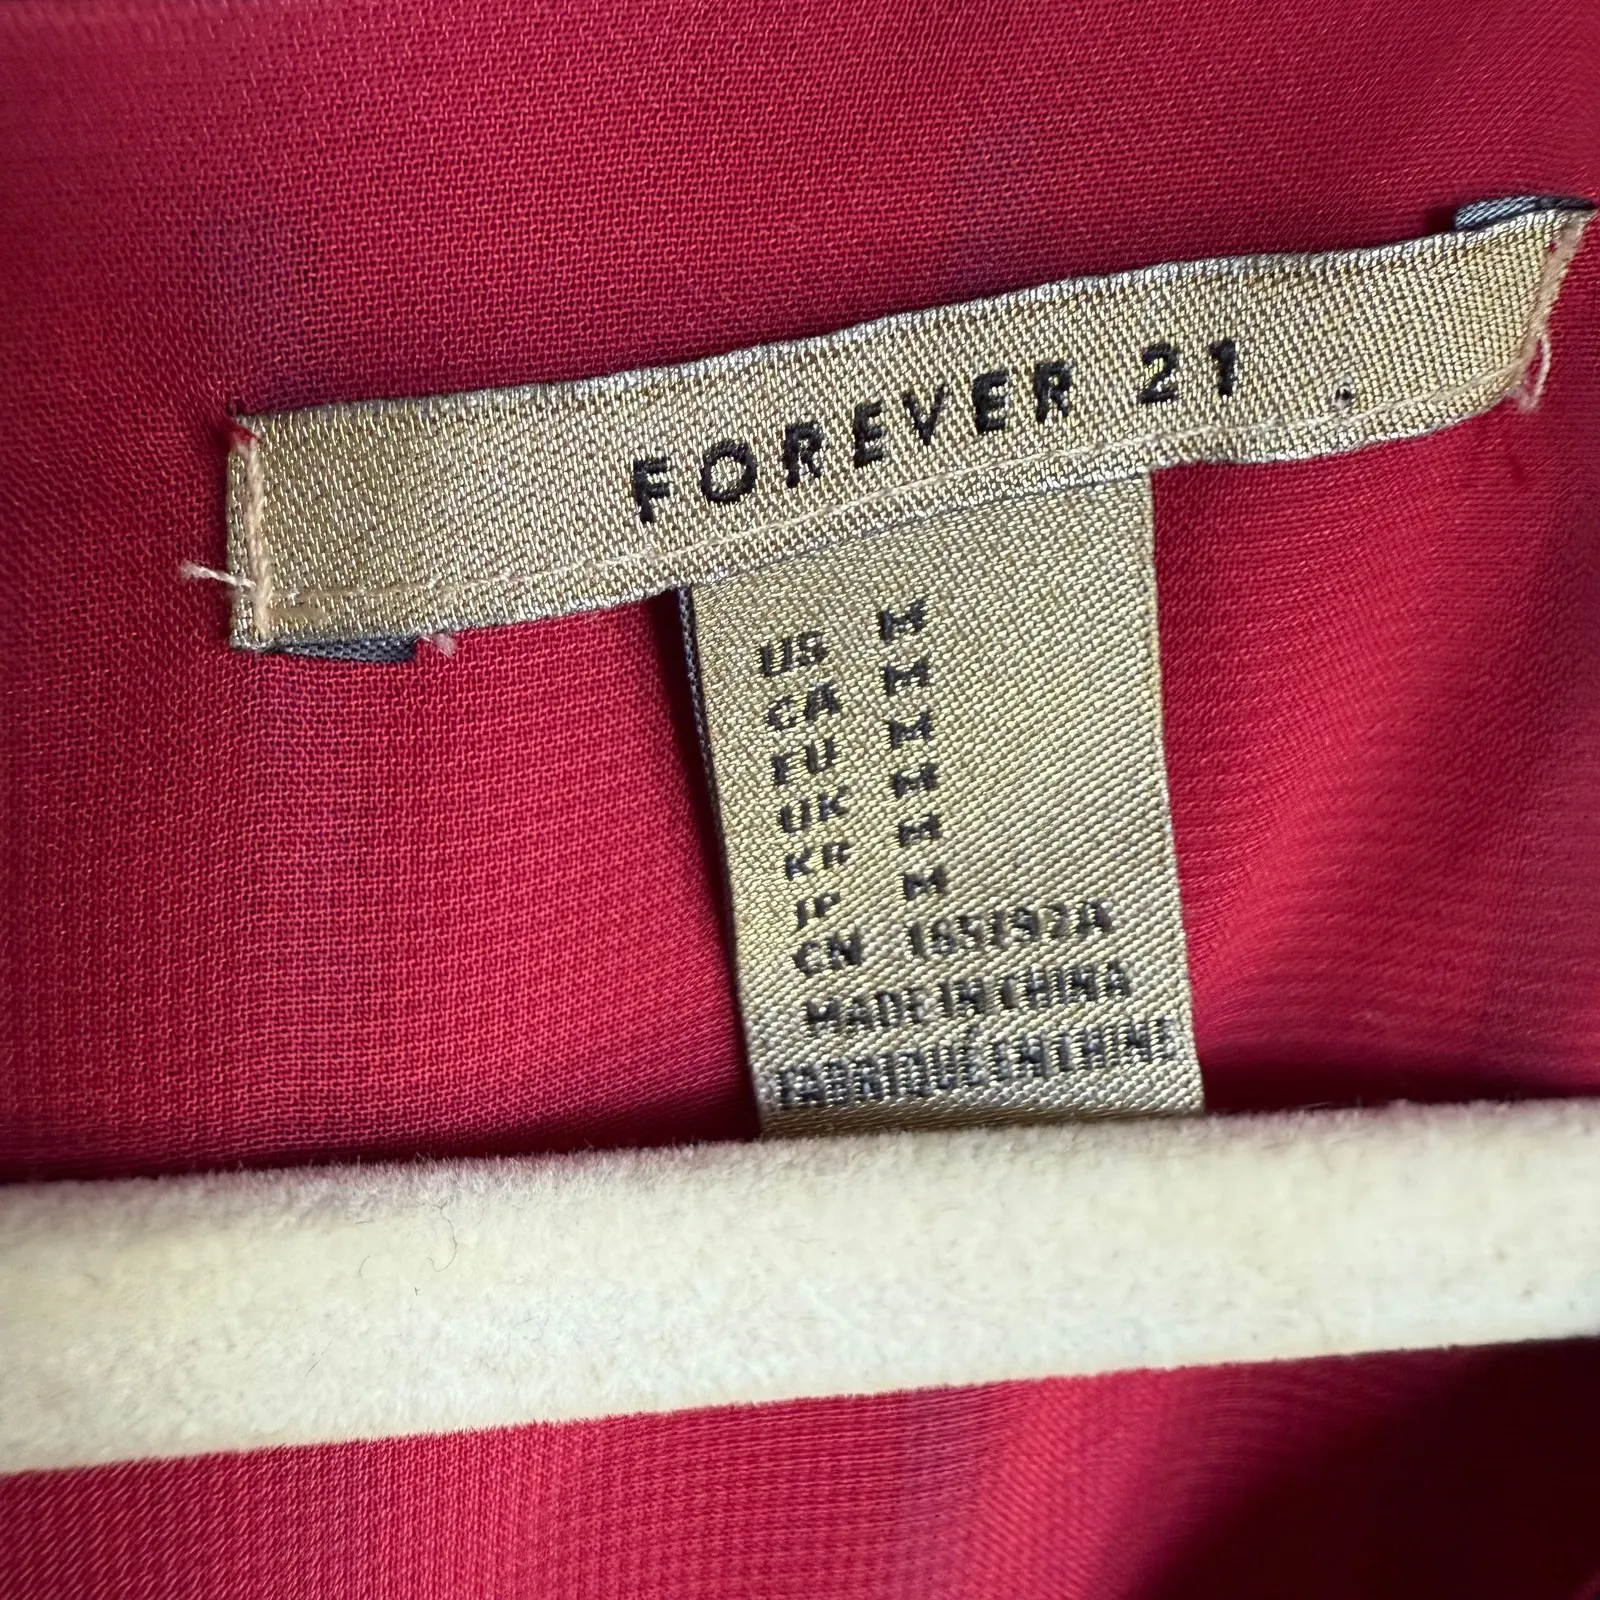 FOREVER 21
US M
CA M
EU M
UK M
KR M
JP M
CN 165/92A
MADE IN CHINA
FABRIQUÉ EN CHINE